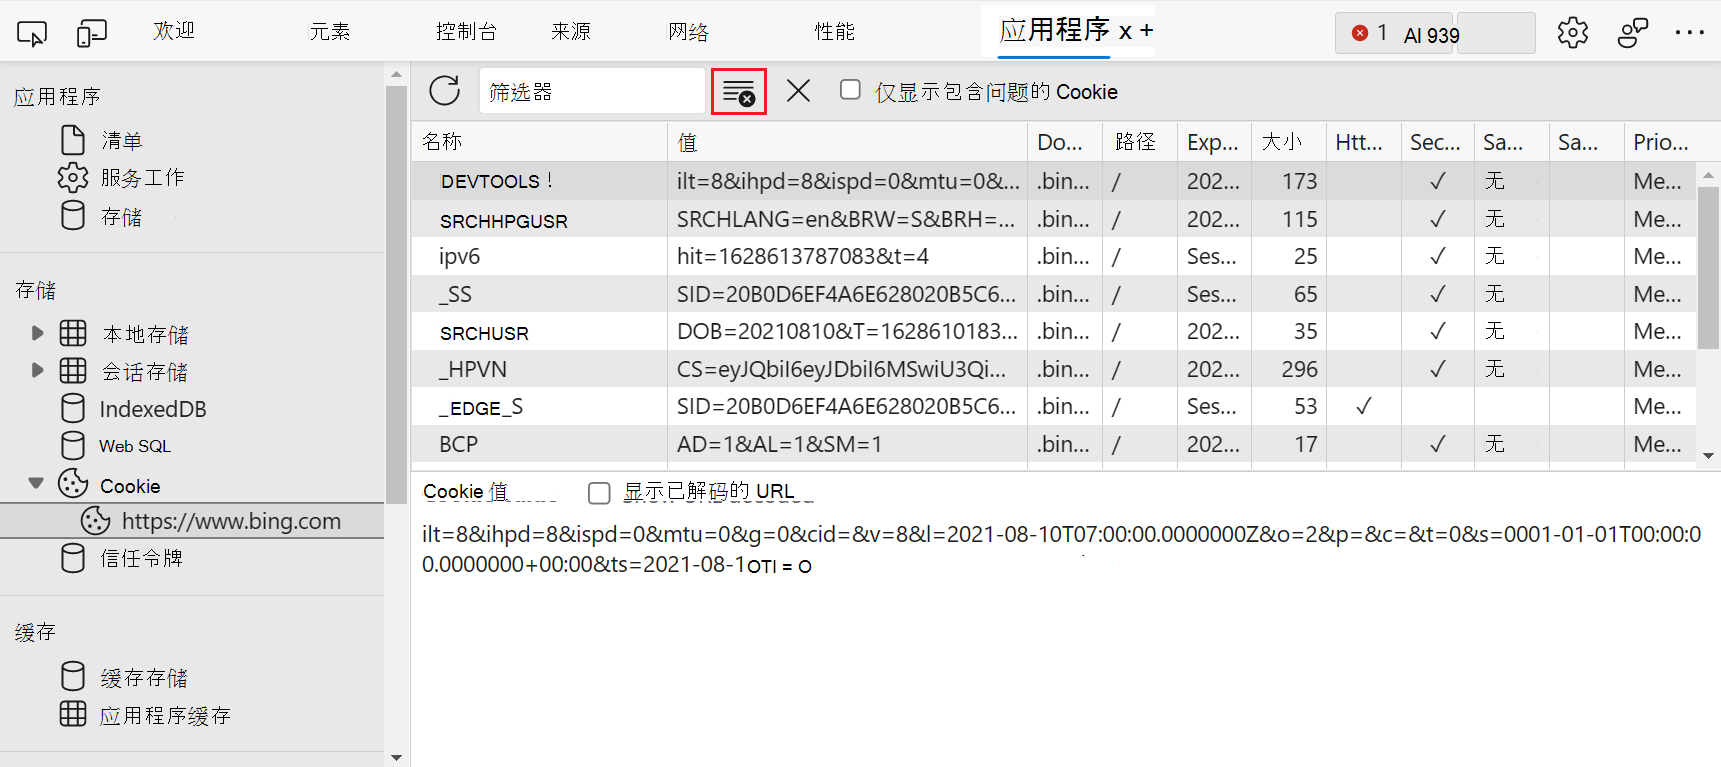 欢迎 元素 控制台 来源 网络 性能 应用程序 x + 1 AI 939
应用程序
清单
服务工作
存储
存储
本地存储
会话存储
IndexedDB
Web SQL
Cookie
https://www.bing.com
信任令牌
缓存
缓存存储
应用程序缓存
筛选器 仅显示包含问题的 Cookie
名称 值 Do... 路径 Exp... 大小 Htt... Sec... Sa... Sa... Prio...
DEVTOOLS！ ilt=8&ihpd=8&ispd=0&mtu=0&... .bin... / 202... 173 ✓ 无 Me...
SRCHHPGUSR SRCHLANG=en&BRW=S&BRH=... .bin... / 202... 115 ✓ 无 Me...
ipv6 hit=1628613787083&t=4 .bin... / Ses... 25 ✓ 无 Me...
_SS SID=20B0D6EF4A6E628020B5C6... .bin... / Ses... 65 ✓ 无 Me...
SRCHUSR DOB=20210810&T=1628610183... .bin... / 202... 35 ✓ 无 Me...
_HPVN CS=eyJQbiI6eyJDbiI6MSwiU3Qi... .bin... / 202... 296 ✓ 无 Me...
_EDGE_S SID=20B0D6EF4A6E628020B5C6... .bin... / Ses... 53 ✓ Me...
BCP AD=1&AL=1&SM=1 .bin... / 202... 17 ✓ 无 Me...
Cookie 值 显示已解码的 URL
ilt=8&ihpd=8&ispd=0&mtu=0&g=0&cid=&v=8&l=2021-08-10T07:00:00.0000000Z&o=2&p=&c=&t=0&s=0001-01-01T00:00:0
0.0000000+00:00&ts=2021-08-1OTI = O